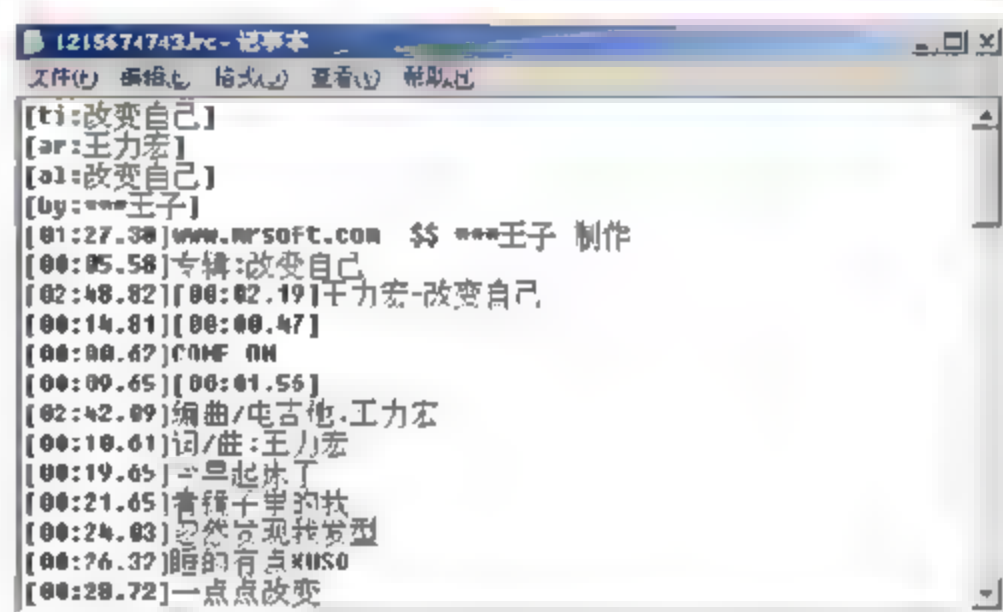 1215674743.lrc - 记事本
文件(F) 编辑(E) 格式(O) 查看(V) 帮助(H)
[ti:改变自己]
[ar:王力宏]
[al:改变自己]
[by:***王子]
[01:27.30]www.mrsoft.com $$ ***王子 制作
[00:05.58]专辑:改变自己
[02:48.82][00:02.19]王力宏-改变自己
[00:14.81][00:00.47]
[00:00.62]COME ON
[00:09.65][00:01.56]
[02:42.09]编曲/电吉他.王力宏
[00:10.61]词/曲:王力宏
[00:19.65]一早起床了
[00:21.65]看镜子里的我
[00:24.03]忽然发现我发型
[00:26.32]睡的有点KUSO
[00:28.72]一点点改变